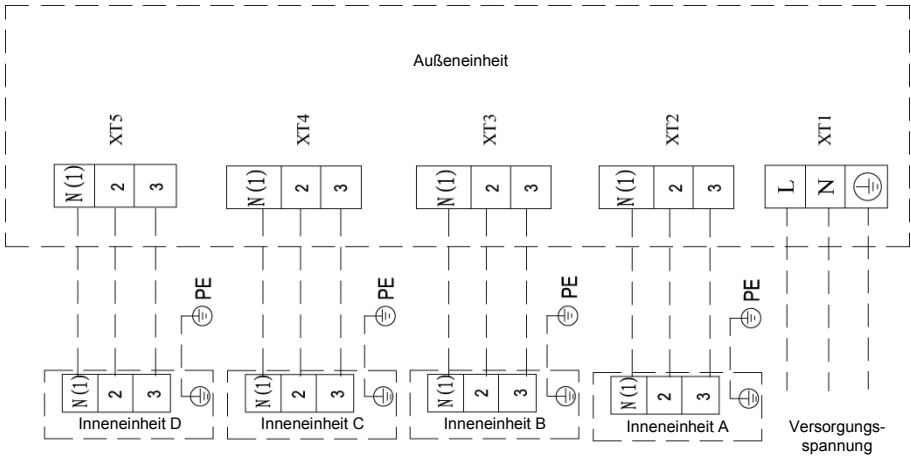 Außeneinheit
XT5 XT4 XT3 XT2 XT1
N(1) 2 3 N(1) 2 3 N(1) 2 3 N(1) 2 3 L N
PE PE PE PE
N(1) 2 3 N(1) 2 3 N(1) 2 3 N(1) 2 3
Inneneinheit D Inneneinheit C Inneneinheit B Inneneinheit A
Versorgungs-
spannung